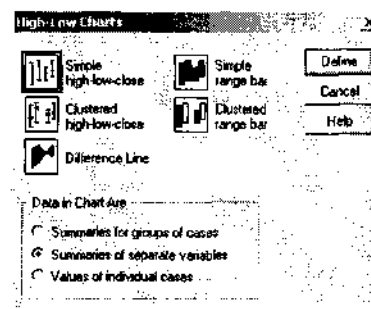 High-Low Charts
Simple
high-low-close
Simple
range bar
Define
Clustered
high-low-close
Clustered
range bar
Cancel
Help
Difference Line
Data in Chart Are
Summaries for groups of cases
Summaries of separate variables
Values of individual cases